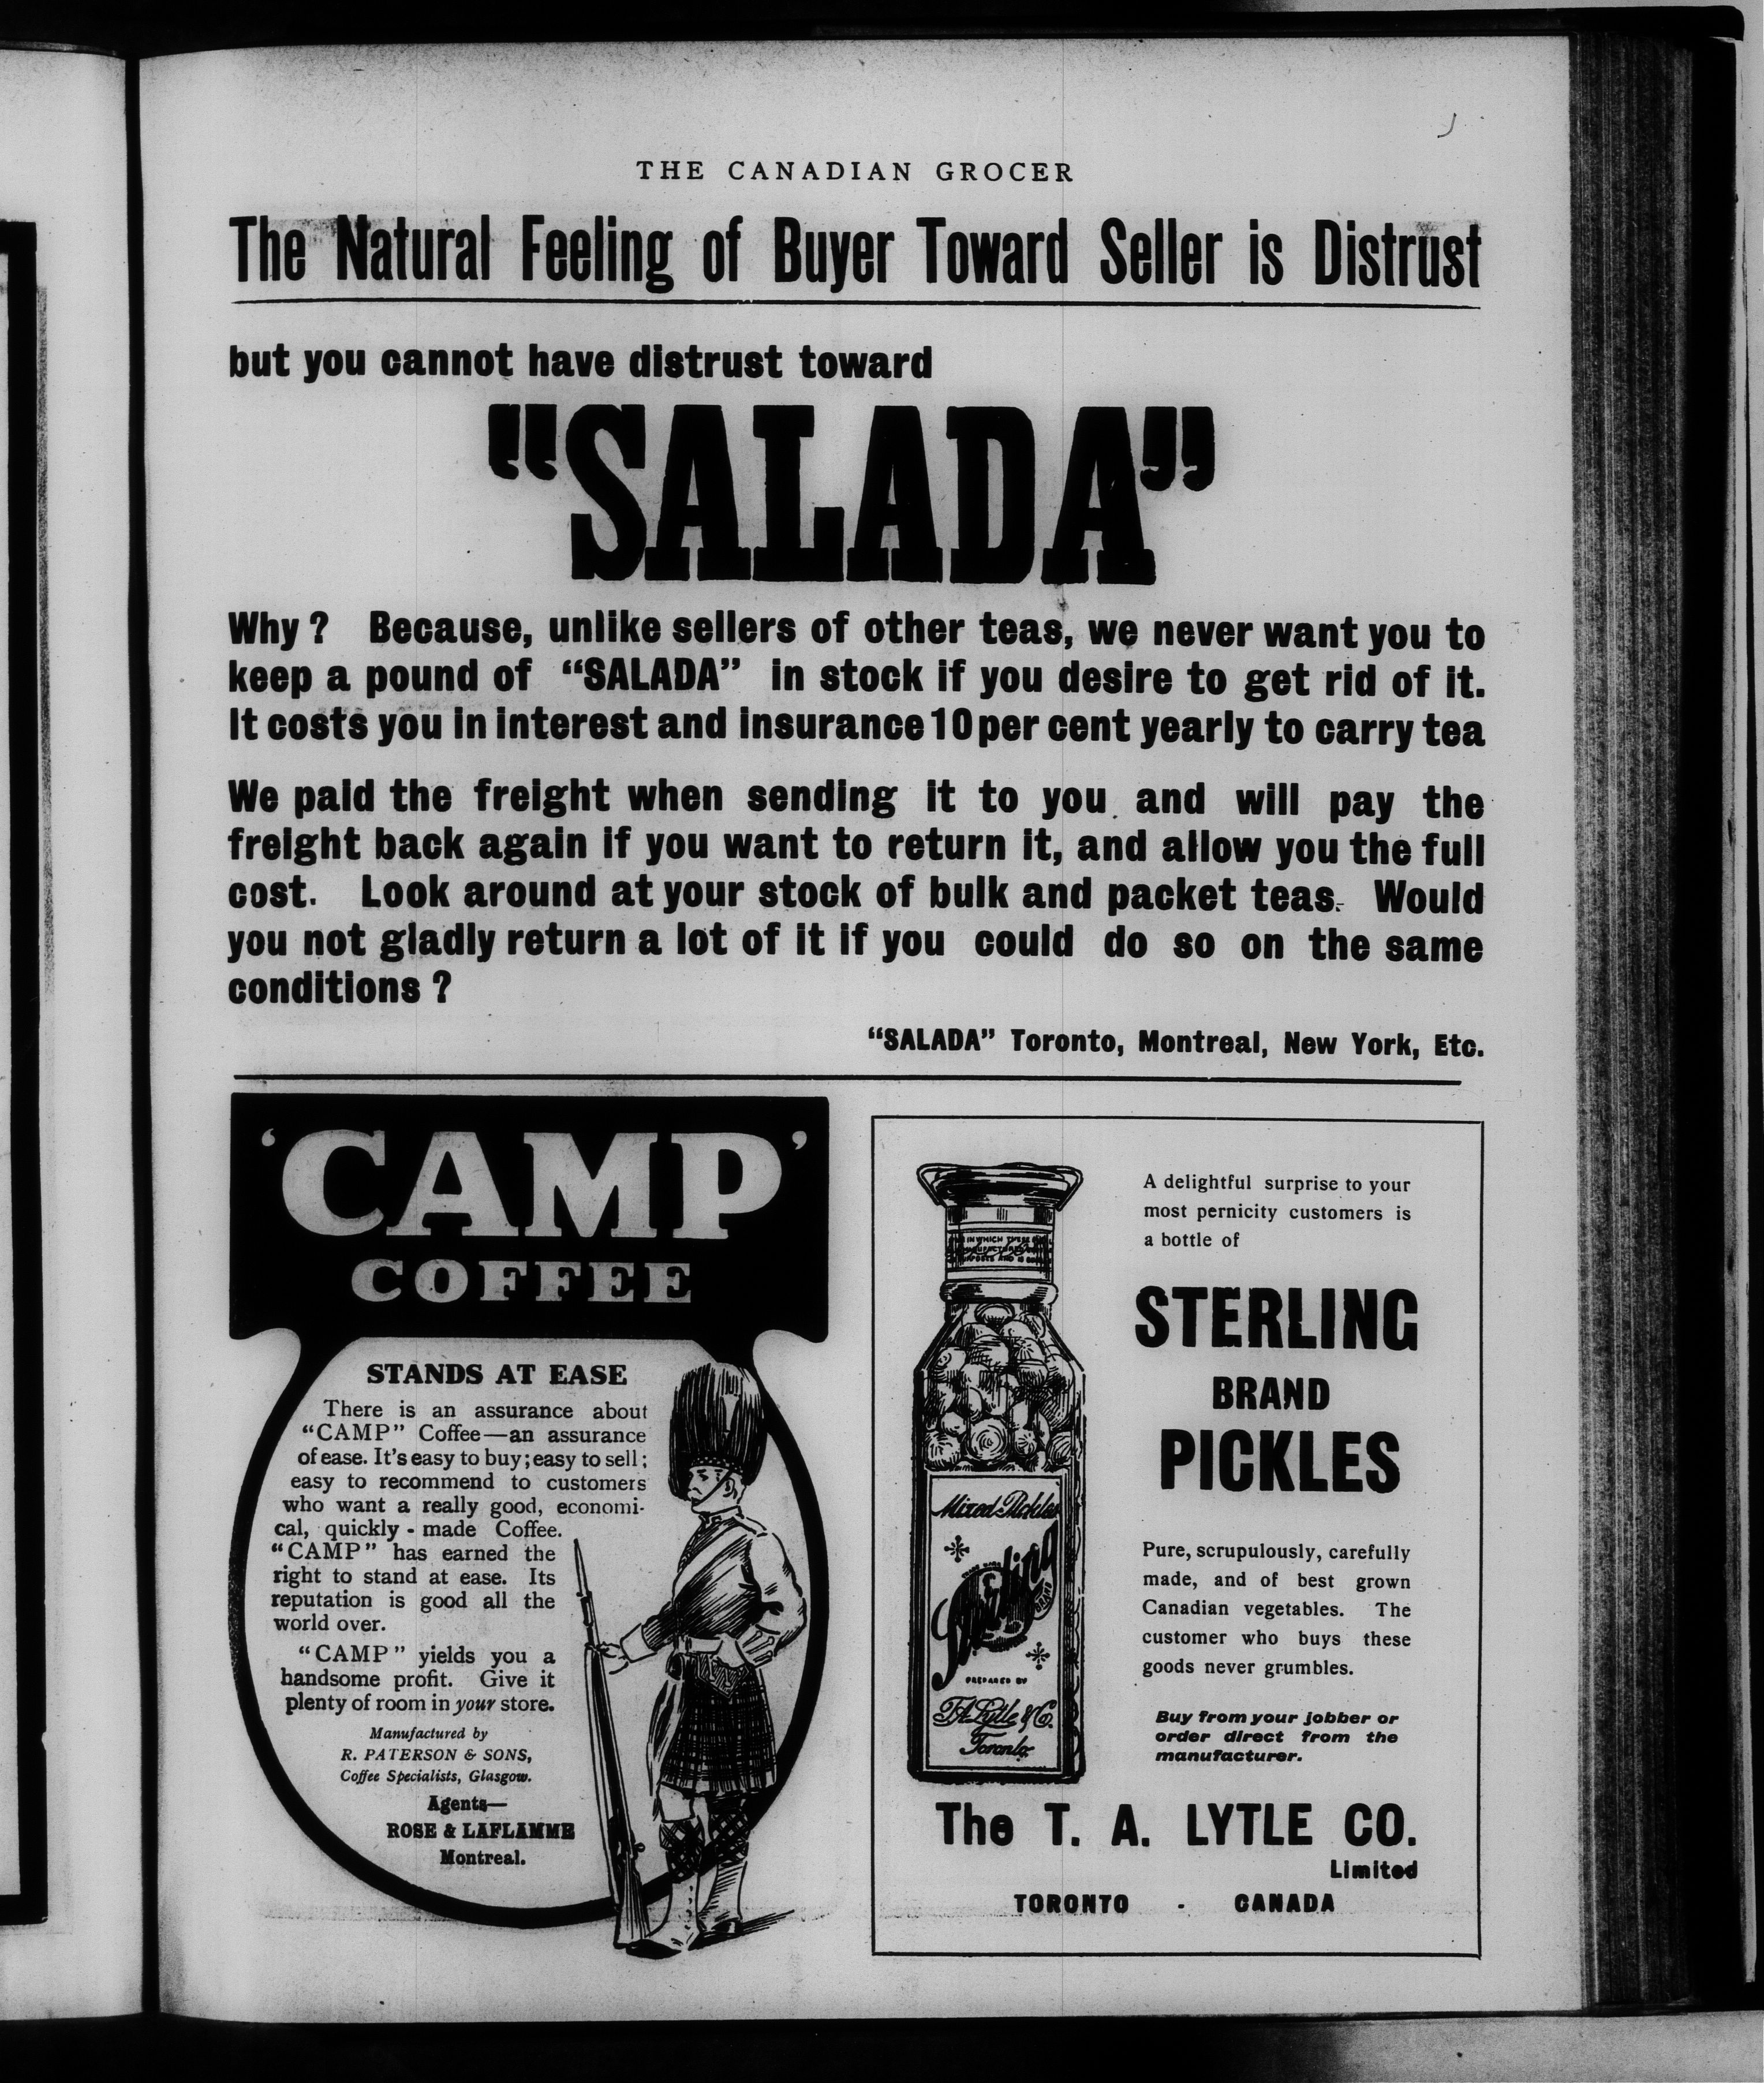 THE CANADIAN GROCER
The Natural Feeling of Buyer Toward Seller is Distrust
but you cannot have distrust toward
“SALADA”
Why? Because, unlike sellers of other teas, we never want you to
keep a pound of “SALADA” in stock if you desire to get rid of it.
It costs you in interest and insurance 10 per cent yearly to carry tea
We paid the freight when sending it to you and will pay the
freight back again if you want to return it, and allow you the full
cost. Look around at your stock of bulk and packet teas. Would
you not gladly return a lot of it if you could do so on the same
conditions?
“SALADA” Toronto, Montreal, New York, Etc.
‘CAMP’
COFFEE
STANDS AT EASE
There is an assurance about
“CAMP” Coffee—an assurance
of ease. It's easy to buy; easy to sell;
easy to recommend to customers
who want a really good, economi-
cal, quickly-made Coffee.
“CAMP” has earned the
right to stand at ease. Its
reputation is good all the
world over.
“CAMP” yields you a
handsome profit. Give it
plenty of room in your store.
Manufactured by
R. PATERSON & SONS,
Coffee Specialists, Glasgow.
Agents—
ROSE & LAFLAMME
Montreal.
A delightful surprise to your
most pernicity customers is
a bottle of
STERLING
BRAND
PICKLES
Pure, scrupulously, carefully
made, and of best grown
Canadian vegetables. The
customer who buys these
goods never grumbles.
Buy from your jobber or
order direct from the
manufacturer.
IN WHICH THESE
AND IS
Mixed Pickles
Sterling
BRAND
PREPARED BY
T.A. Lytle & Co.
Toronto.
The T. A. LYTLE CO.
Limited
TORONTO - CANADA